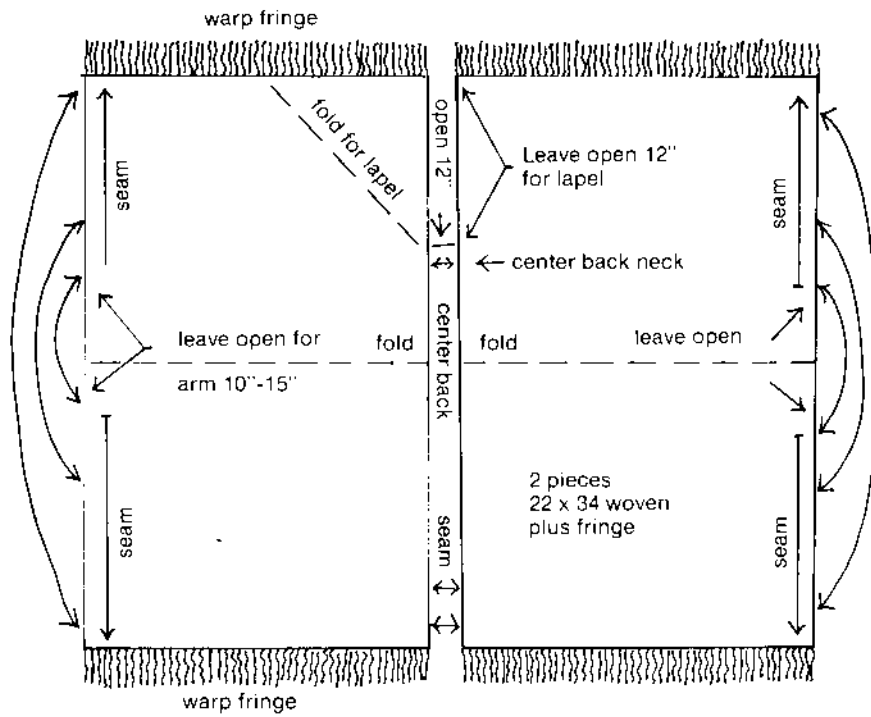 warp fringe
seam
fold for lapel
open 12"
Leave open 12"
for lapel
seam
center back neck
leave open for
arm 10"-15"
fold
center back
fold
leave open
seam
seam
2 pieces
22 x 34 woven
plus fringe
seam
warp fringe